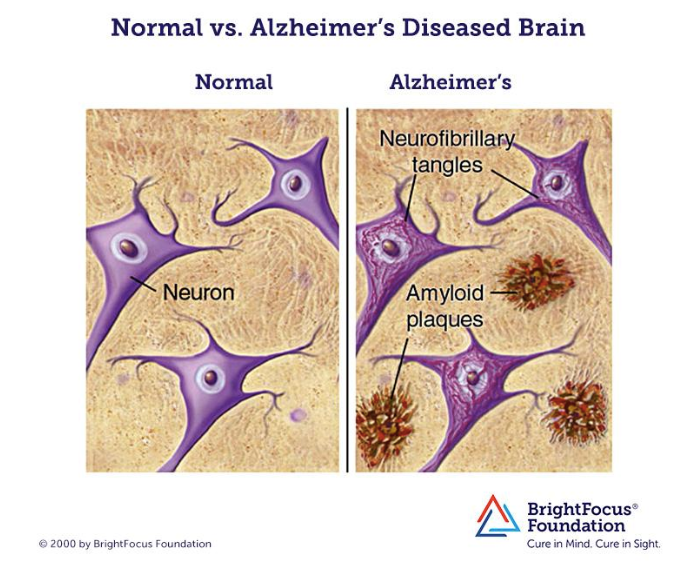 Normal vs. Alzheimer's Diseased Brain
Normal
Alzheimer's
Neurofibrillary
tangles
Neuron
Amyloid
plaques
BrightFocus®
Foundation
Cure in Mind. Cure in Sight.
© 2000 by BrightFocus Foundation